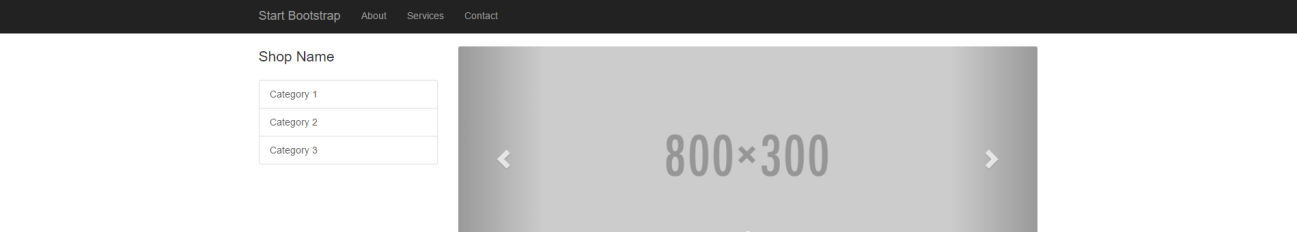 Start Bootstrap About Services Contact
Shop Name
Category 1
Category 2
Category 3
800×300